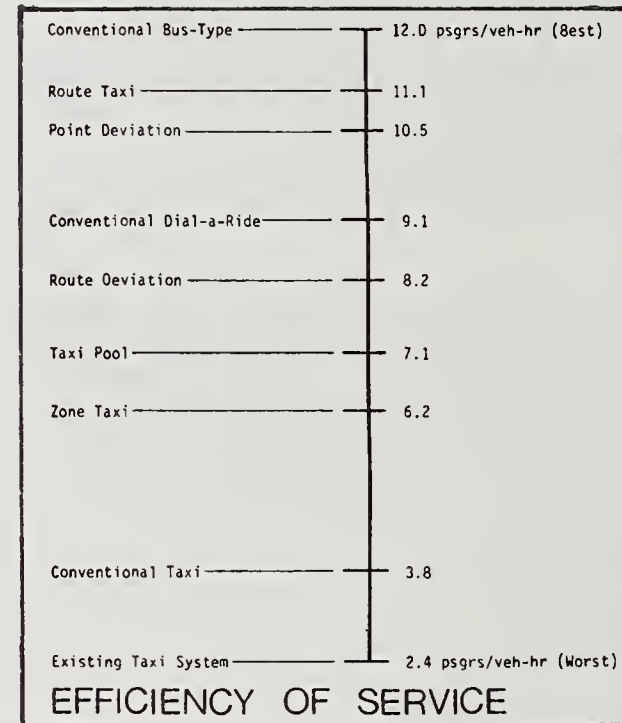 Conventional Bus-Type 12.0 psgrs/veh-hr (8est)
Route Taxi 11.1
Point Deviation 10.5
Conventional Dial-a-Ride 9.1
Route Oeviation 8.2
Taxi Pool 7.1
Zone Taxi 6.2
Conventional Taxi 3.8
Existing Taxi System 2.4 psgrs/veh-hr (Worst)
EFFICIENCY OF SERVICE